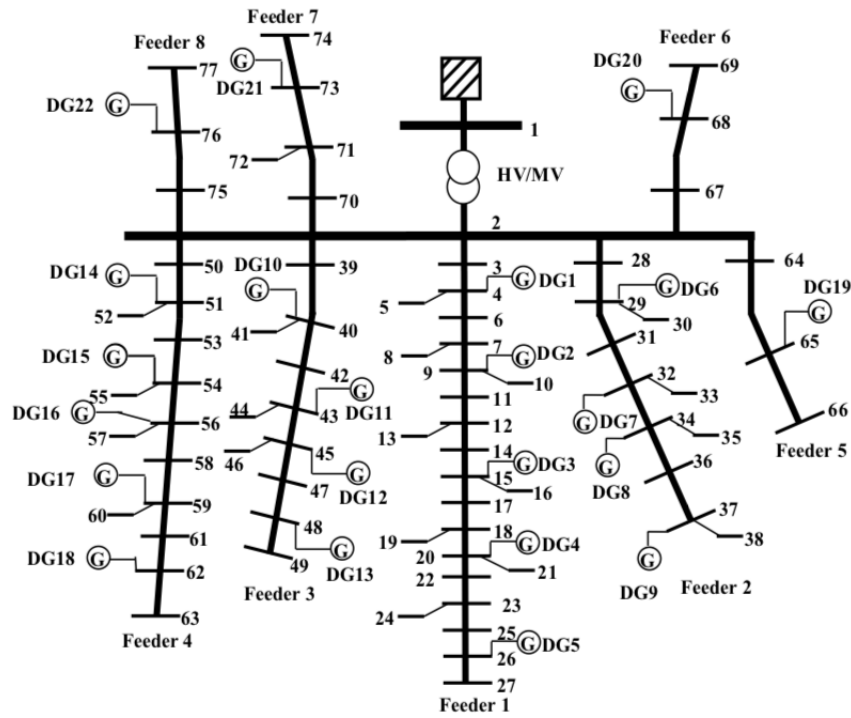 Feeder 7
Feeder 8
74
Feeder 6
77
DG20
G
69
G
DG21
73
DG22
G
76
68
1
72
71
HV/MV
75
70
67
2
50
DG10
39
3
28
64
DG14
G
G
G
DG1
G
DG6
DG19
51
4
29
G
52
5
30
41
40
6
31
65
53
DG15
G
7
8
G
DG2
54
42
9
10
32
55
G
DG11
33
66
DG16
G
44
43
11
G
DG7
34
56
13
12
35
Feeder 5
57
46
45
14
G
DG3
G
58
36
DG17
G
G
15
16
DG8
47
DG12
17
59
37
60
48
19
18
38
61
G
20
G
DG4
G
DG18
G
49
DG13
21
62
22
DG9
Feeder 2
Feeder 3
23
24
63
25
G
DG5
Feeder 4
26
27
Feeder 1